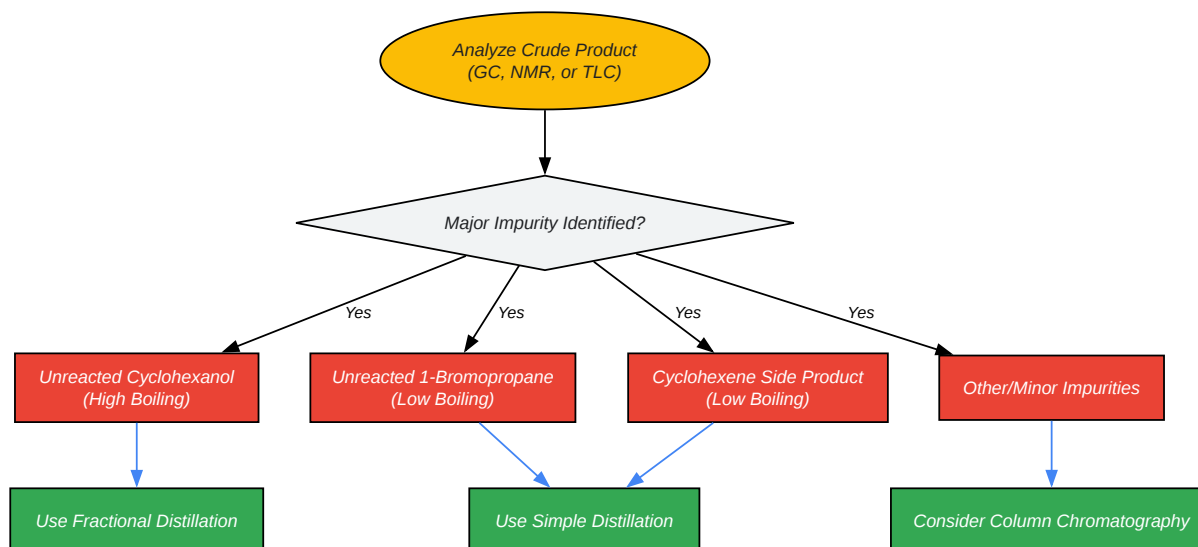 Analyze Crude Product
(GC, NMR, or TLC)
Major Impurity Identified?
Yes
Yes
Yes
Yes
Unreacted Cyclohexanol
(High Boiling)
Unreacted 1-Bromopropane
(Low Boiling)
Cyclohexene Side Product
(Low Boiling)
Other/Minor Impurities
Use Fractional Distillation
Use Simple Distillation
Consider Column Chromatography